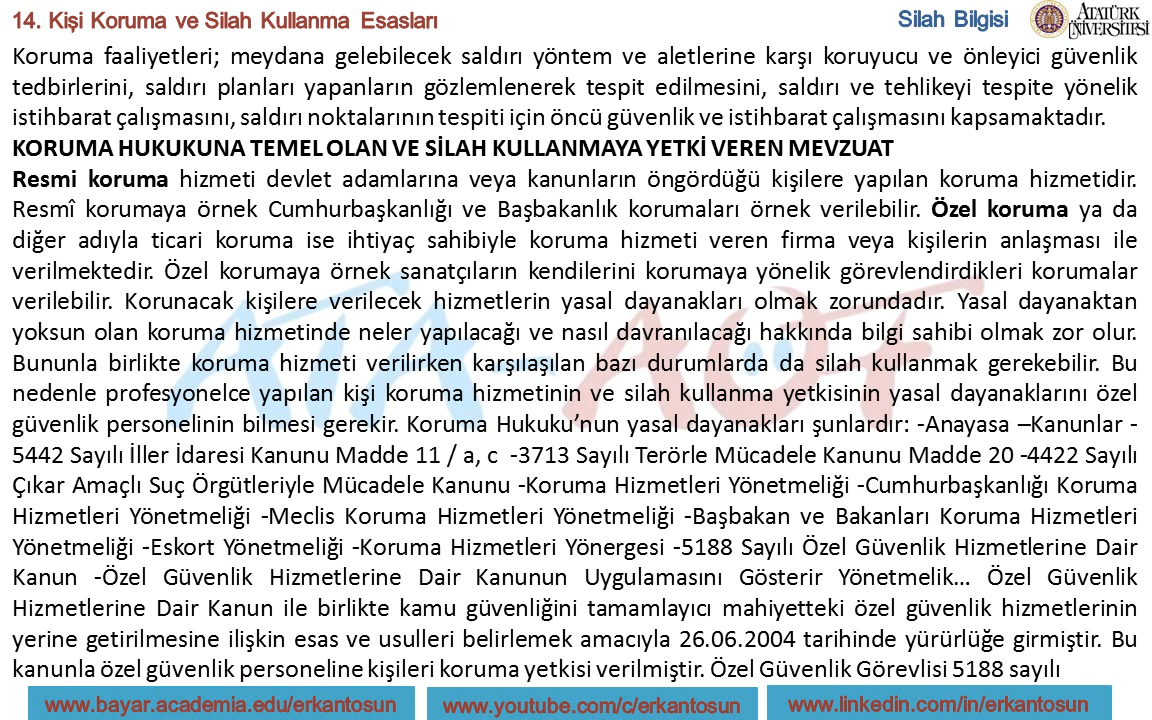 14. Kişi Koruma ve Silah Kullanma Esasları
Silah Bilgisi
ATATÜRK
ÜNİVERSİTESİ
Koruma faaliyetleri; meydana gelebilecek saldırı yöntem ve aletlerine karşı koruyucu ve önleyici güvenlik
tedbirlerini, saldırı planları yapanların gözlemlenerek tespit edilmesini, saldırı ve tehlikeyi tespite yönelik
istihbarat çalışmasını, saldırı noktalarının tespiti için öncü güvenlik ve istihbarat çalışmasını kapsamaktadır.
KORUMA HUKUKUNA TEMEL OLAN VE SİLAH KULLANMAYA YETKİ VEREN MEVZUAT
Resmi koruma hizmeti devlet adamlarına veya kanunların öngördüğü kişilere yapılan koruma hizmetidir.
Resmî korumaya örnek Cumhurbaşkanlığı ve Başbakanlık korumaları örnek verilebilir. Özel koruma ya da
diğer adıyla ticari koruma ise ihtiyaç sahibiyle koruma hizmeti veren firma veya kişilerin anlaşması ile
verilmektedir. Özel korumaya örnek sanatçıların kendilerini korumaya yönelik görevlendirdikleri korumalar
verilebilir. Korunacak kişilere verilecek hizmetlerin yasal dayanakları olmak zorundadır. Yasal dayanaktan
yoksun olan koruma hizmetinde neler yapılacağı ve nasıl davranılacağı hakkında bilgi sahibi olmak zor olur.
Bununla birlikte koruma hizmeti verilirken karşılaşılan bazı durumlarda da silah kullanmak gerekebilir. Bu
nedenle profesyonelce yapılan kişi koruma hizmetinin ve silah kullanma yetkisinin yasal dayanaklarını özel
güvenlik personelinin bilmesi gerekir. Koruma Hukuku’nun yasal dayanakları şunlardır: -Anayasa –Kanunlar -
5442 Sayılı İller İdaresi Kanunu Madde 11 / a, c -3713 Sayılı Terörle Mücadele Kanunu Madde 20 -4422 Sayılı
Çıkar Amaçlı Suç Örgütleriyle Mücadele Kanunu -Koruma Hizmetleri Yönetmeliği -Cumhurbaşkanlığı Koruma
Hizmetleri Yönetmeliği -Meclis Koruma Hizmetleri Yönetmeliği -Başbakan ve Bakanları Koruma Hizmetleri
Yönetmeliği -Eskort Yönetmeliği -Koruma Hizmetleri Yönergesi -5188 Sayılı Özel Güvenlik Hizmetlerine Dair
Kanun -Özel Güvenlik Hizmetlerine Dair Kanunun Uygulamasını Gösterir Yönetmelik… Özel Güvenlik
Hizmetlerine Dair Kanun ile birlikte kamu güvenliğini tamamlayıcı mahiyetteki özel güvenlik hizmetlerinin
yerine getirilmesine ilişkin esas ve usulleri belirlemek amacıyla 26.06.2004 tarihinde yürürlüğe girmiştir. Bu
kanunla özel güvenlik personeline kişileri koruma yetkisi verilmiştir. Özel Güvenlik Görevlisi 5188 sayılı
ATA-AÖF
www.bayar.academia.edu/erkantosun
www.youtube.com/c/erkantosun
www.linkedin.com/in/erkantosun